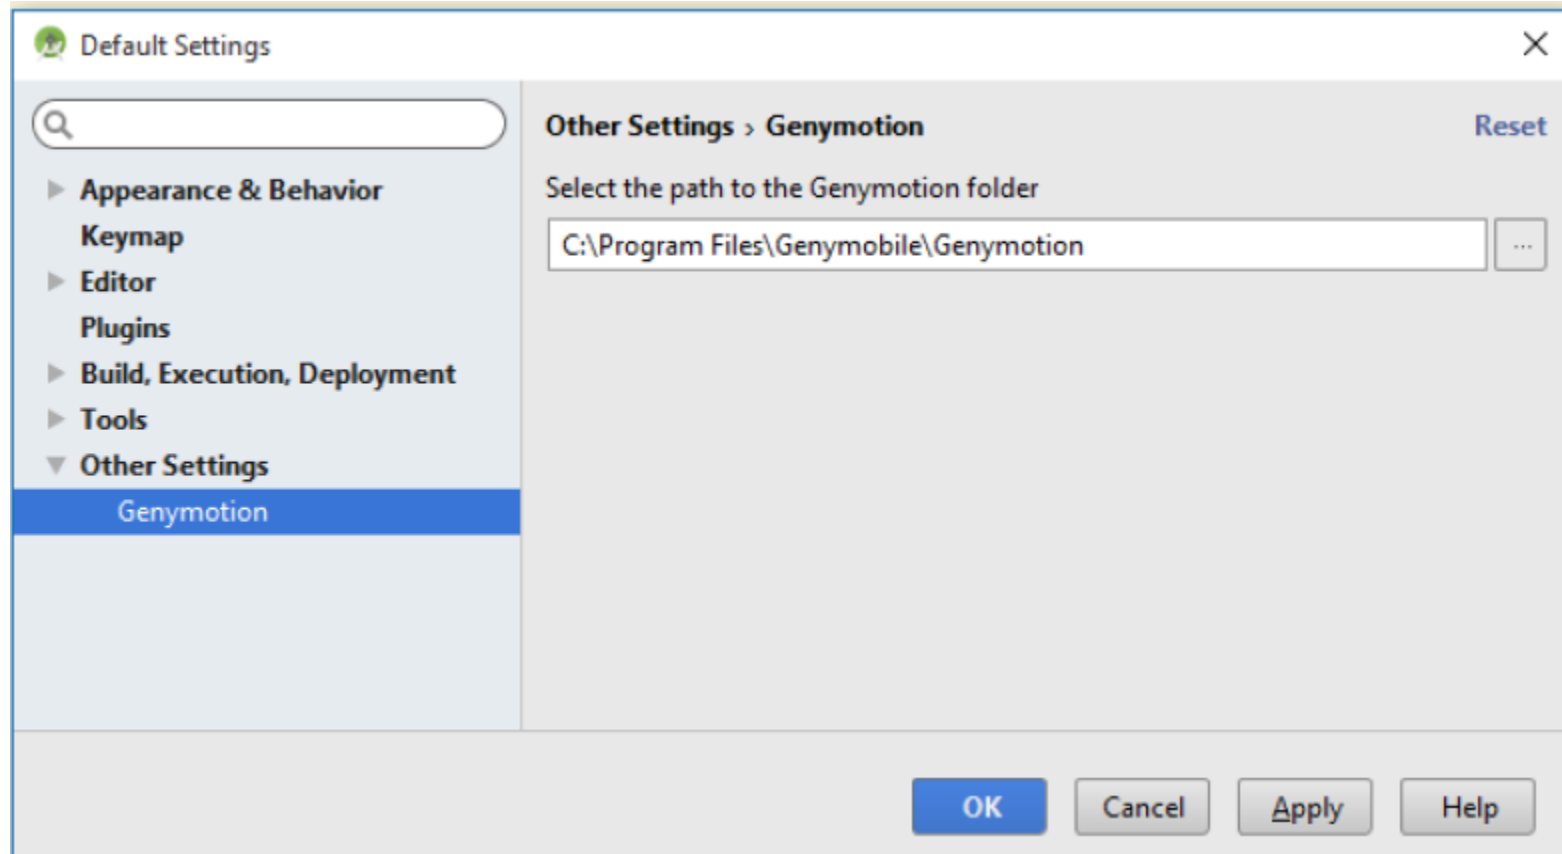 Default Settings
Other Settings › Genymotion
Reset
Appearance & Behavior
Keymap
Editor
Plugins
Build, Execution, Deployment
Tools
Other Settings
Genymotion
Select the path to the Genymotion folder
C:\Program Files\Genymobile\Genymotion
...
OK
Cancel
Apply
Help